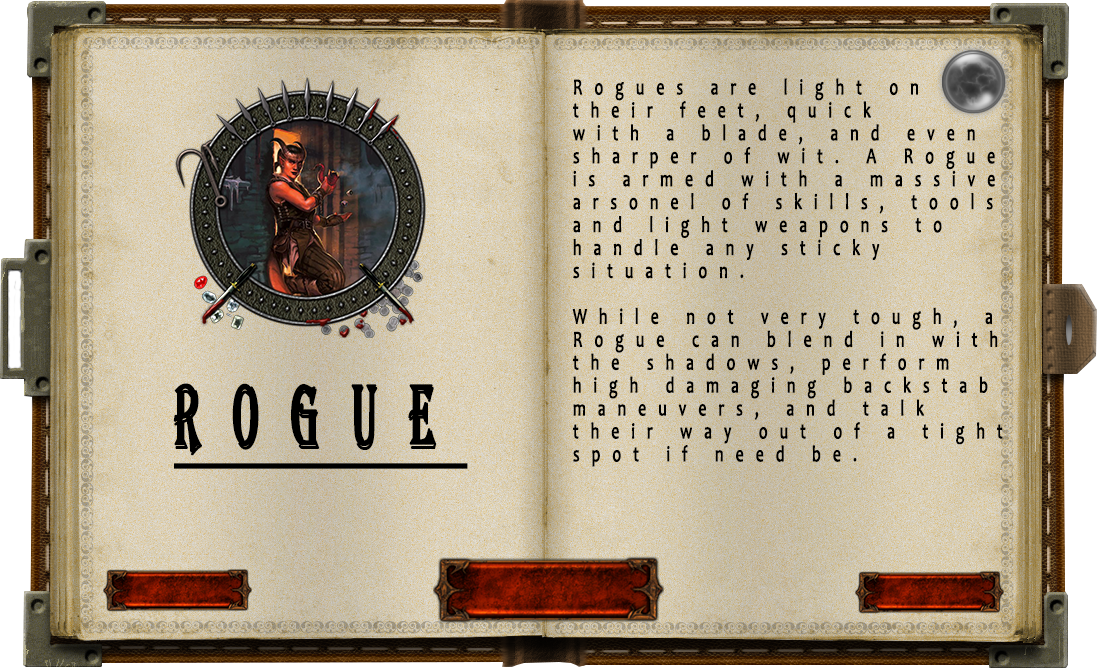 ROGUE
Rogues are light on
their feet, quick
with a blade, and even
sharper of wit. A Rogue
is armed with a massive
arsonel of skills, tools
and light weapons to
handle any sticky
situation.
While not very tough, a
Rogue can blend in with
the shadows, perform
high damaging backstab
maneuvers, and talk
their way out of a tight
spot if need be.